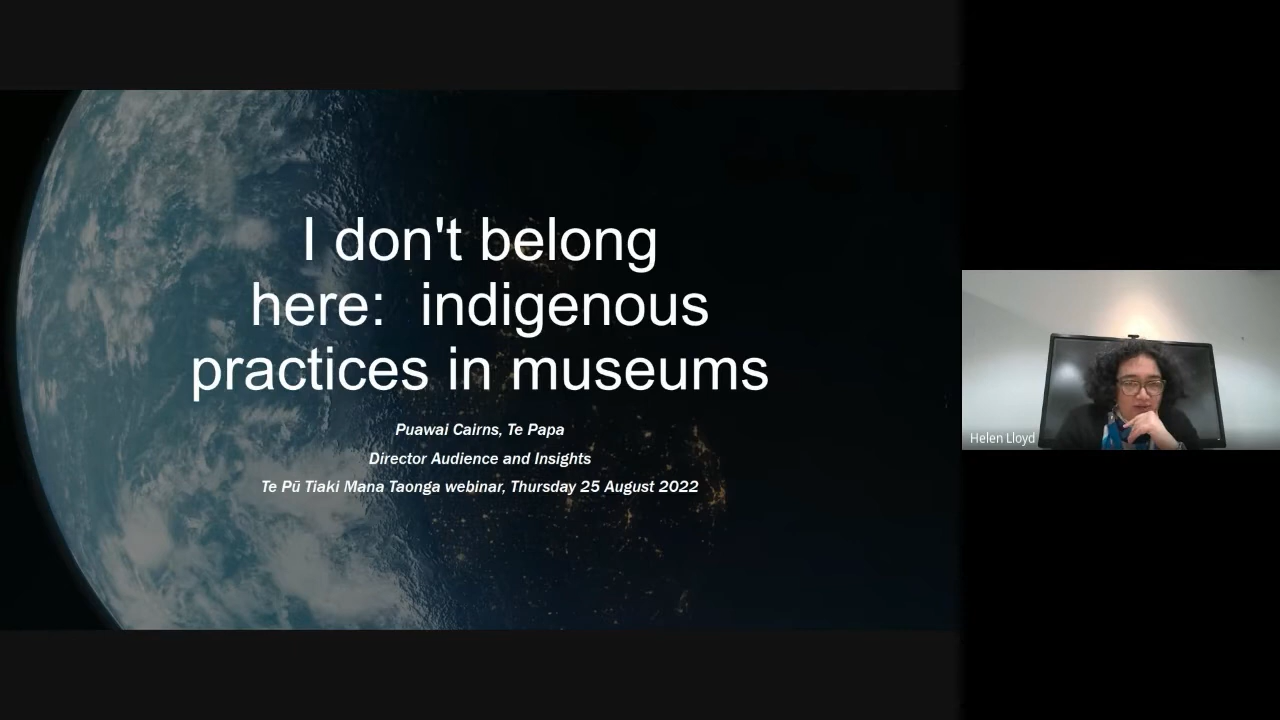 I don't belong
here:  indigenous
practices in museums
Puawai Cairns, Te Papa
Director Audience and Insights
Te Pū Tiaki Mana Taonga webinar, Thursday 25 August 2022
Helen Lloyd